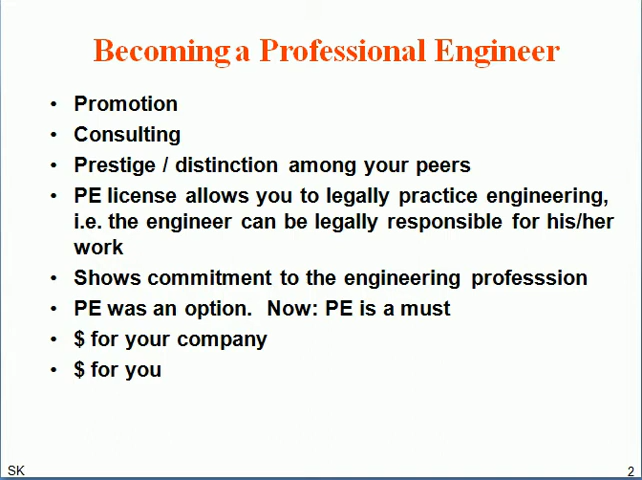 Becoming a Professional Engineer
• Promotion
• Consulting
• Prestige / distinction among your peers
• PE license allows you to legally practice engineering,
i.e. the engineer can be legally responsible for his/her
work
• Shows commitment to the engineering professsion
• PE was an option. Now: PE is a must
• $ for your company
• $ for you
SK
2